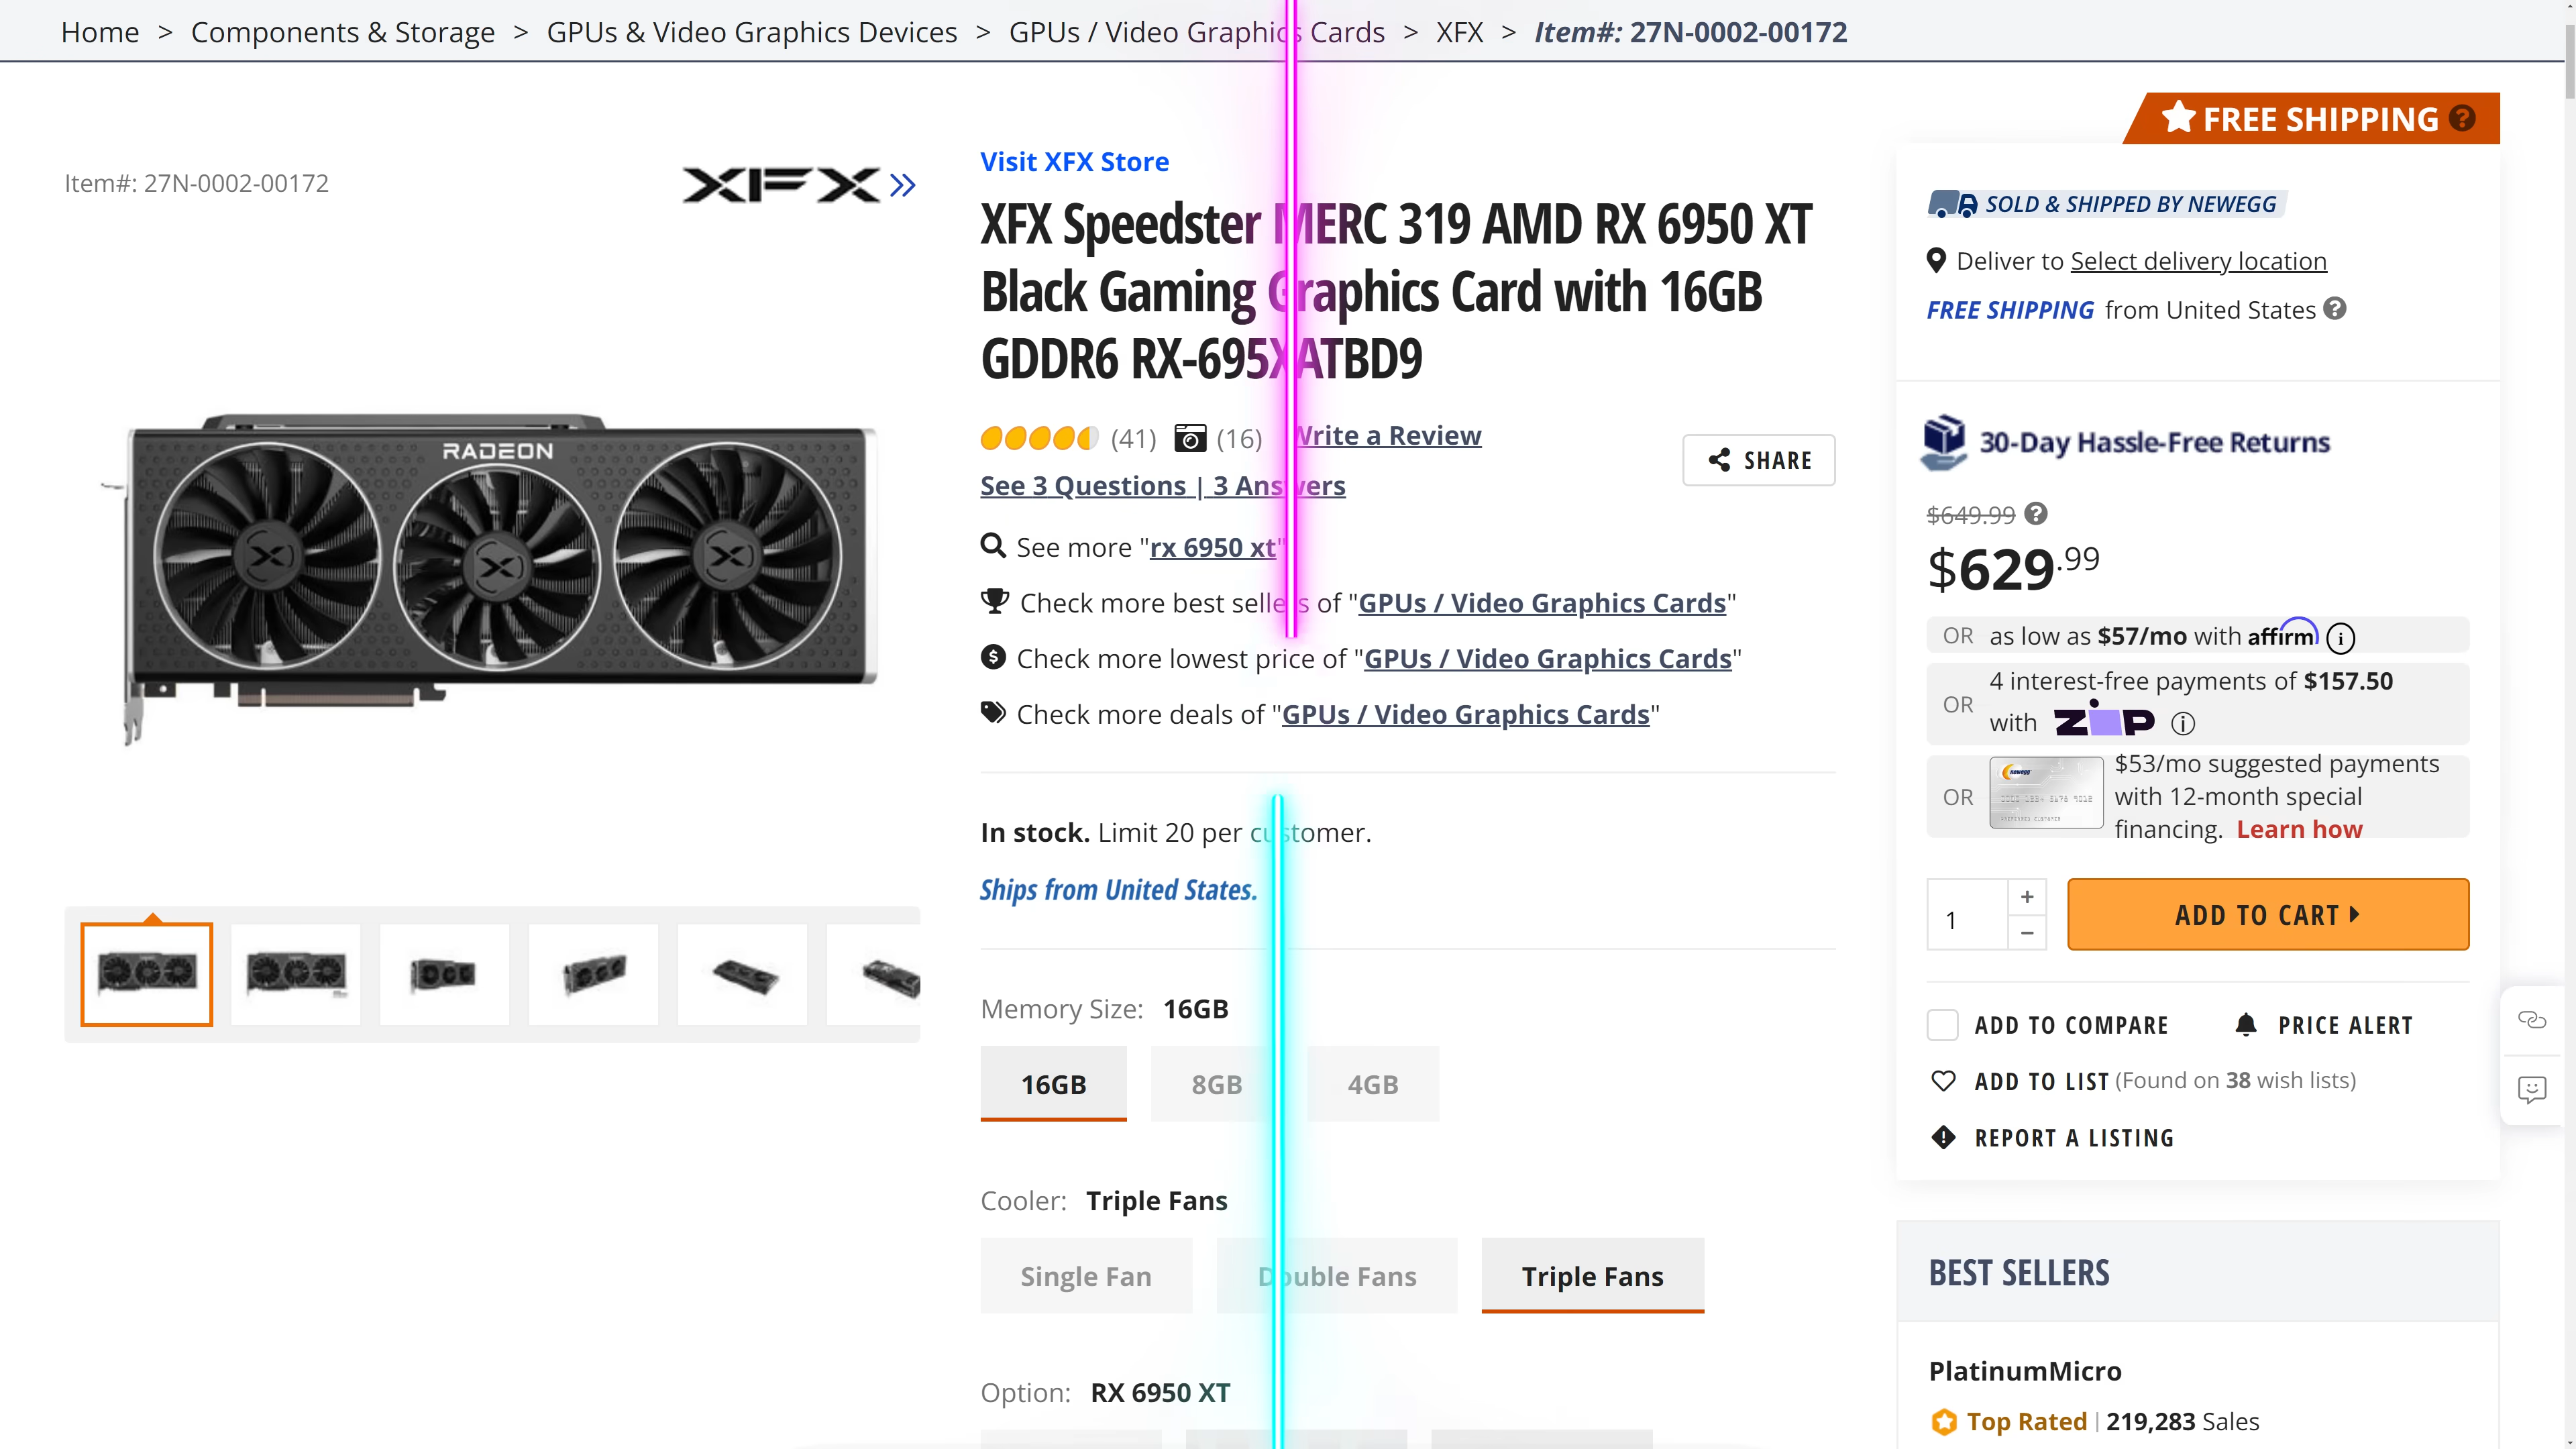 Home > Components & Storage > GPUs & Video Graphics Devices > GPUs / Video Graphics Cards > XFX > Item#: 27N-0002-00172
FREE SHIPPING ?
Item#: 27N-0002-00172
XFX
Visit XFX Store
XFX Speedster MERC 319 AMD RX 6950 XT
Black Gaming Graphics Card with 16GB
GDDR6 RX-695XATBD9
(41) (16) Write a Review
See 3 Questions | 3 Answers
SHARE
See more "rx 6950 xt"
Check more best sellers of "GPUs / Video Graphics Cards"
Check more lowest price of "GPUs / Video Graphics Cards"
Check more deals of "GPUs / Video Graphics Cards"
In stock. Limit 20 per customer.
Ships from United States.
Memory Size: 16GB
16GB 8GB 4GB
Cooler: Triple Fans
Single Fan Double Fans Triple Fans
Option: RX 6950 XT
RADEON
SOLD & SHIPPED BY NEWEGG
Deliver to Select delivery location
FREE SHIPPING from United States ?
30-Day Hassle-Free Returns
$649.99 ?
$629.99
OR as low as $57/mo with affirm i
OR 4 interest-free payments of $157.50
with ZIP i
OR $53/mo suggested payments
with 12-month special
financing. Learn how
newegg
1 + −
ADD TO CART
ADD TO COMPARE PRICE ALERT
ADD TO LIST (Found on 38 wish lists)
REPORT A LISTING
BEST SELLERS
PlatinumMicro
Top Rated | 219,283 Sales